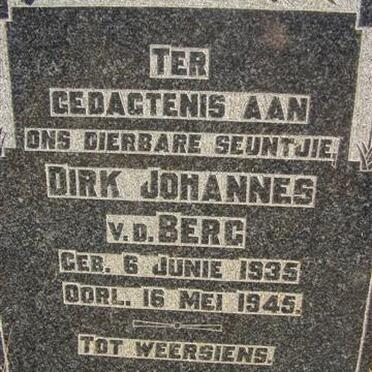 TER
GEDAGTENIS AAN
ONS DIERBARE SEUNTJIE,
DIRK JOHANNES
V.D. BERG
GEB. 6 JUNIE 1935
OORL. 16 MEI 1945.
TOT WEERSIENS.